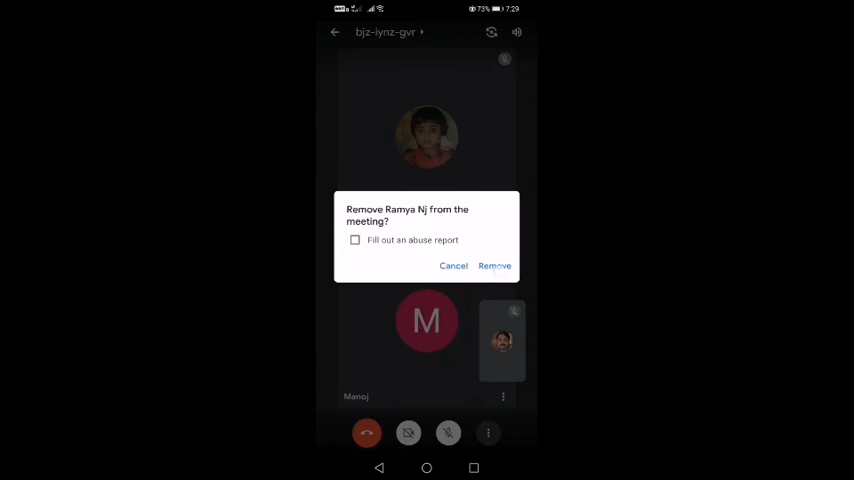 73% 7:29
bjz-iynz-gvr
Remove Ramya Nj from the
meeting?
Fill out an abuse report
Cancel Remove
M
Manoj